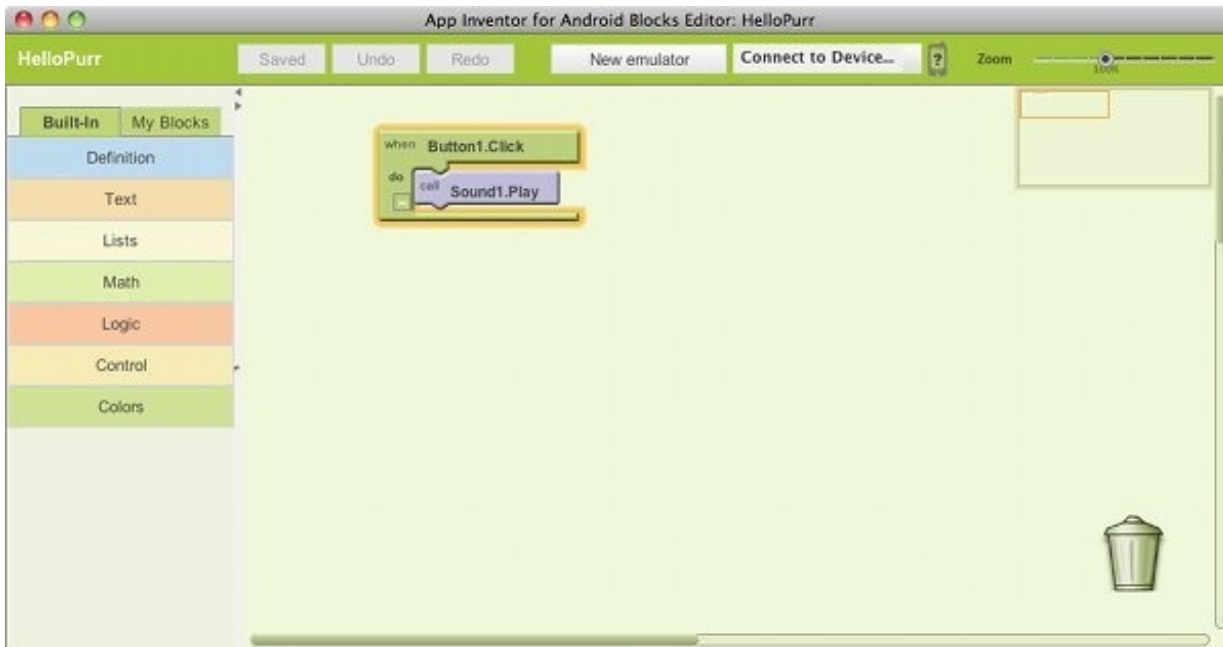 App Inventor for Android Blocks Editor: HelloPurr
HelloPurr Saved Undo Redo New emulator Connect to Device... ? Zoom
100%
Built-In My Blocks
Definition
Text
Lists
Math
Logic
Control
Colors
when Button1.Click
do call Sound1.Play